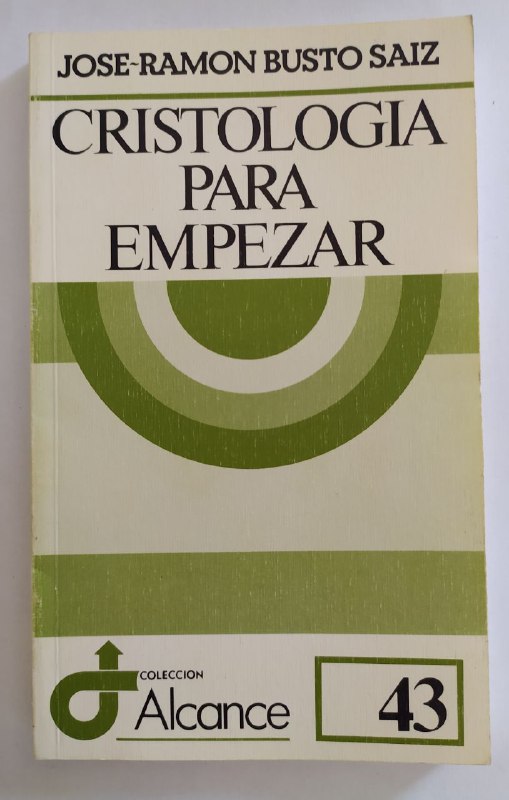 JOSE-RAMON BUSTO SAIZ
CRISTOLOGIA
PARA
EMPEZAR
COLECCION
Alcance
43